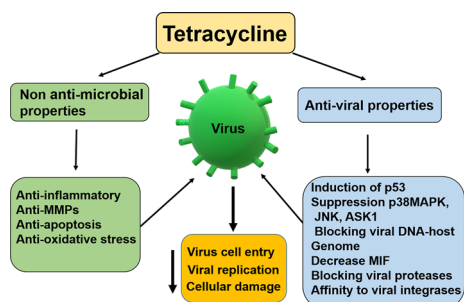 Tetracycline
Non anti-microbial
properties
Virus
Anti-viral properties
Anti-inflammatory
Anti-MMPs
Anti-apoptosis
Anti-oxidative stress
Virus cell entry
Viral replication
Cellular damage
Induction of p53
Suppression p38MAPK,
JNK, ASK1
Blocking viral DNA-host
Genome
Decrease MIF
Blocking viral proteases
Affinity to viral integrases